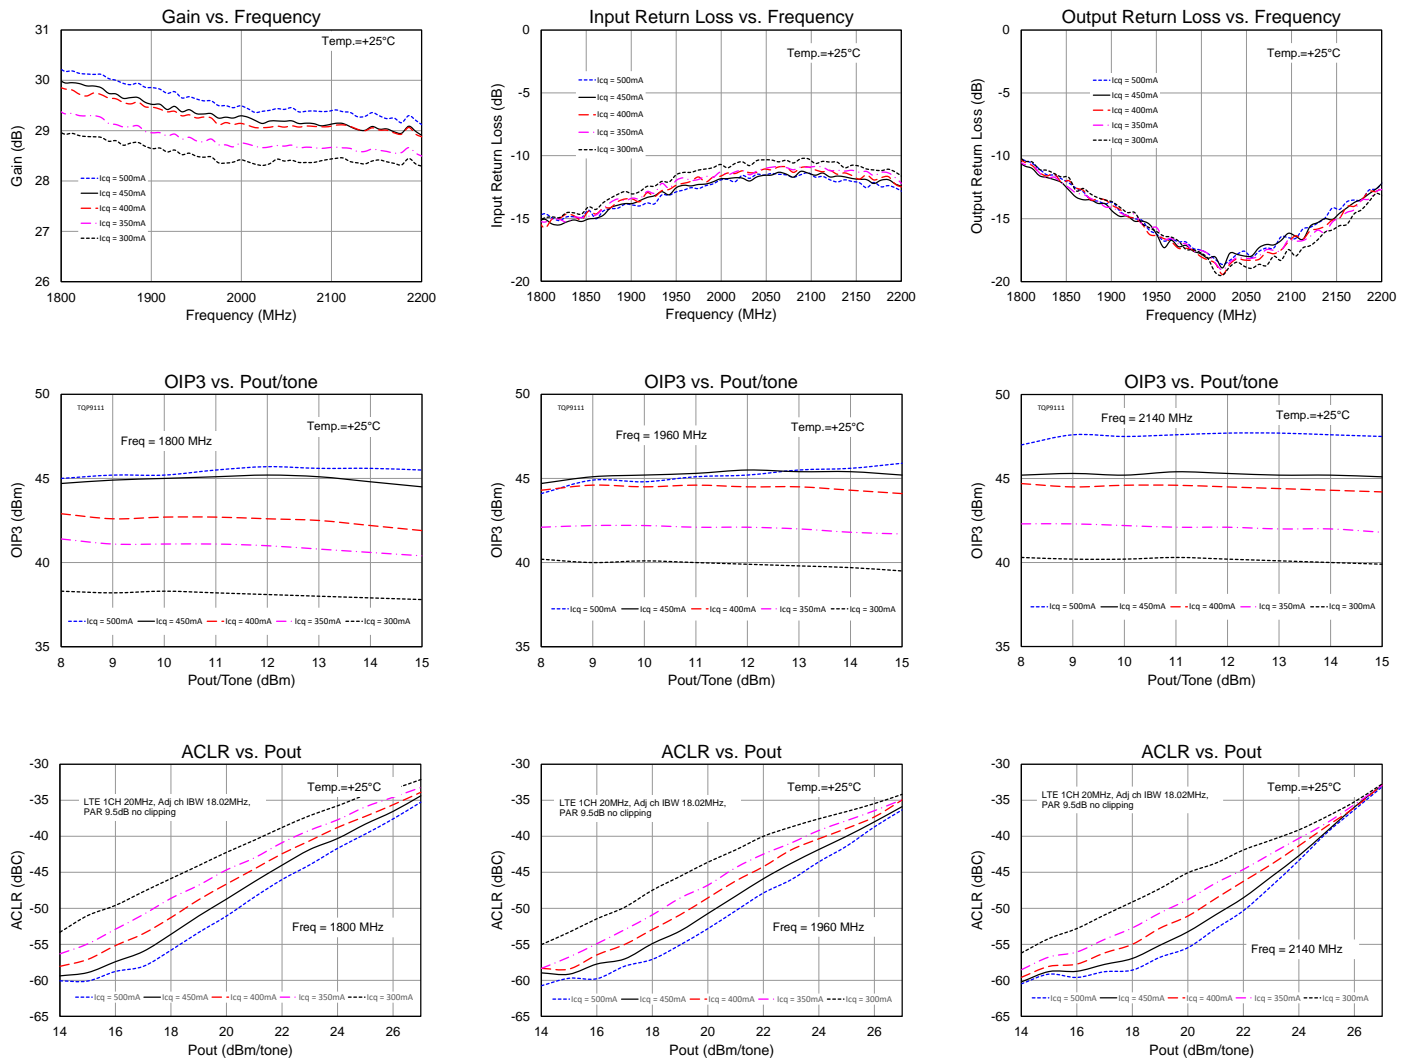 Gain vs. Frequency
31
30
29
28
27
26
Gain (dB)
Temp.=+25°C
Icq = 500mA
Icq = 450mA
Icq = 400mA
Icq = 350mA
Icq = 300mA
1800 1900 2000 2100 2200
Frequency (MHz)
Input Return Loss vs. Frequency
0
-5
-10
-15
-20
Input Return Loss (dB)
Temp.=+25°C
Icq = 500mA
Icq = 450mA
Icq = 400mA
Icq = 350mA
Icq = 300mA
1800 1850 1900 1950 2000 2050 2100 2150 2200
Frequency (MHz)
Output Return Loss vs. Frequency
0
-5
-10
-15
-20
Output Return Loss (dB)
Temp.=+25°C
Icq = 500mA
Icq = 450mA
Icq = 400mA
Icq = 350mA
Icq = 300mA
1800 1850 1900 1950 2000 2050 2100 2150 2200
Frequency (MHz)
OIP3 vs. Pout/tone
50
45
40
35
OIP3 (dBm)
TQP9111
Freq = 1800 MHz
Temp.=+25°C
Icq = 500mA Icq = 450mA Icq = 400mA Icq = 350mA Icq = 300mA
8 9 10 11 12 13 14 15
Pout/Tone (dBm)
OIP3 vs. Pout/tone
50
45
40
35
OIP3 (dBm)
TQP9111
Freq = 1960 MHz
Temp.=+25°C
Icq = 500mA Icq = 450mA Icq = 400mA Icq = 350mA Icq = 300mA
8 9 10 11 12 13 14 15
Pout/Tone (dBm)
OIP3 vs. Pout/tone
50
45
40
35
OIP3 (dBm)
TQP9111
Freq = 2140 MHz
Temp.=+25°C
Icq = 500mA Icq = 450mA Icq = 400mA Icq = 350mA Icq = 300mA
8 9 10 11 12 13 14 15
Pout/Tone (dBm)
ACLR vs. Pout
-30
-35
-40
-45
-50
-55
-60
-65
ACLR (dBC)
Temp.=+25°C
LTE 1CH 20MHz, Adj ch IBW 18.02MHz,
PAR 9.5dB no clipping
Freq = 1800 MHz
Icq = 500mA Icq = 450mA Icq = 400mA Icq = 350mA Icq = 300mA
14 16 18 20 22 24 26
Pout (dBm/tone)
ACLR vs. Pout
-30
-35
-40
-45
-50
-55
-60
-65
ACLR (dBC)
Temp.=+25°C
LTE 1CH 20MHz, Adj ch IBW 18.02MHz,
PAR 9.5dB no clipping
Freq = 1960 MHz
Icq = 500mA Icq = 450mA Icq = 400mA Icq = 350mA Icq = 300mA
14 16 18 20 22 24 26
Pout (dBm/tone)
ACLR vs. Pout
-30
-35
-40
-45
-50
-55
-60
-65
ACLR (dBC)
Temp.=+25°C
LTE 1CH 20MHz, Adj ch IBW 18.02MHz,
PAR 9.5dB no clipping
Freq = 2140 MHz
Icq = 500mA Icq = 450mA Icq = 400mA Icq = 350mA Icq = 300mA
14 16 18 20 22 24 26
Pout (dBm/tone)